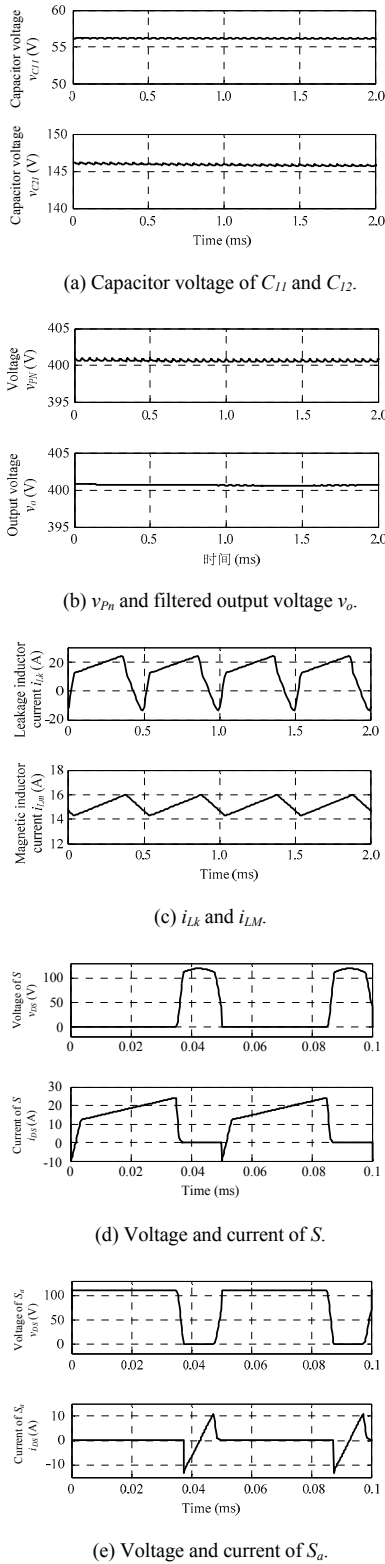 Capacitor voltage
v_C11 (V)
60
55
50
0 0.5 1.0 1.5 2.0
Capacitor voltage
v_C21 (V)
150
145
140
0 0.5 1.0 1.5 2.0
Time (ms)
(a) Capacitor voltage of C11 and C12.
Voltage
v_PN (V)
405
400
395
0 0.5 1.0 1.5 2.0
Output voltage
v_o (V)
405
400
395
0 0.5 1.0 1.5 2.0
时间 (ms)
(b) v_Pn and filtered output voltage v_o.
Leakage inductor
current i_Lk (A)
20
0
-20
0 0.5 1.0 1.5 2.0
Magnetic inductor
current i_Lm (A)
18
16
14
12
0 0.5 1.0 1.5 2.0
Time (ms)
(c) i_Lk and i_LM.
Voltage of S
v_DS (V)
100
50
0
0 0.02 0.04 0.06 0.08 0.1
Current of S
i_DS (A)
30
20
10
0
-10
0 0.02 0.04 0.06 0.08 0.1
Time (ms)
(d) Voltage and current of S.
Voltage of S_a
v_DS (V)
100
50
0
0 0.02 0.04 0.06 0.08 0.1
Current of S_a
i_DS (A)
10
0
-10
0 0.02 0.04 0.06 0.08 0.1
Time (ms)
(e) Voltage and current of S_a.